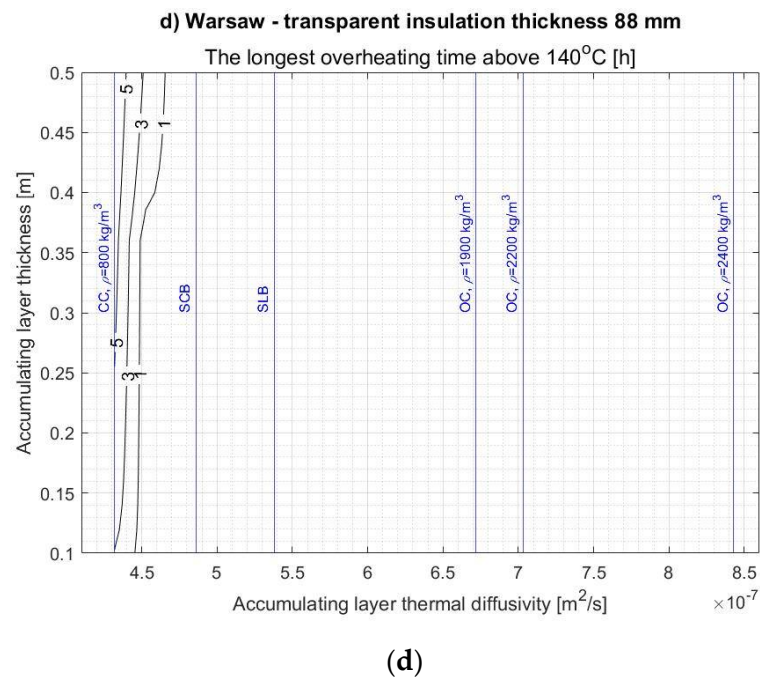 d) Warsaw - transparent insulation thickness 88 mm
The longest overheating time above 140°C [h]
Accumulating layer thickness [m]
0.5
0.45
0.4
0.35
0.3
0.25
0.2
0.15
0.1
5
3
1
5
3
1
CC, ρ=800 kg/m³
SCB
SLB
OC, ρ=1900 kg/m³
OC, ρ=2200 kg/m³
OC, ρ=2400 kg/m³
4.5 5 5.5 6 6.5 7 7.5 8 8.5
×10⁻⁷
Accumulating layer thermal diffusivity [m²/s]
(d)